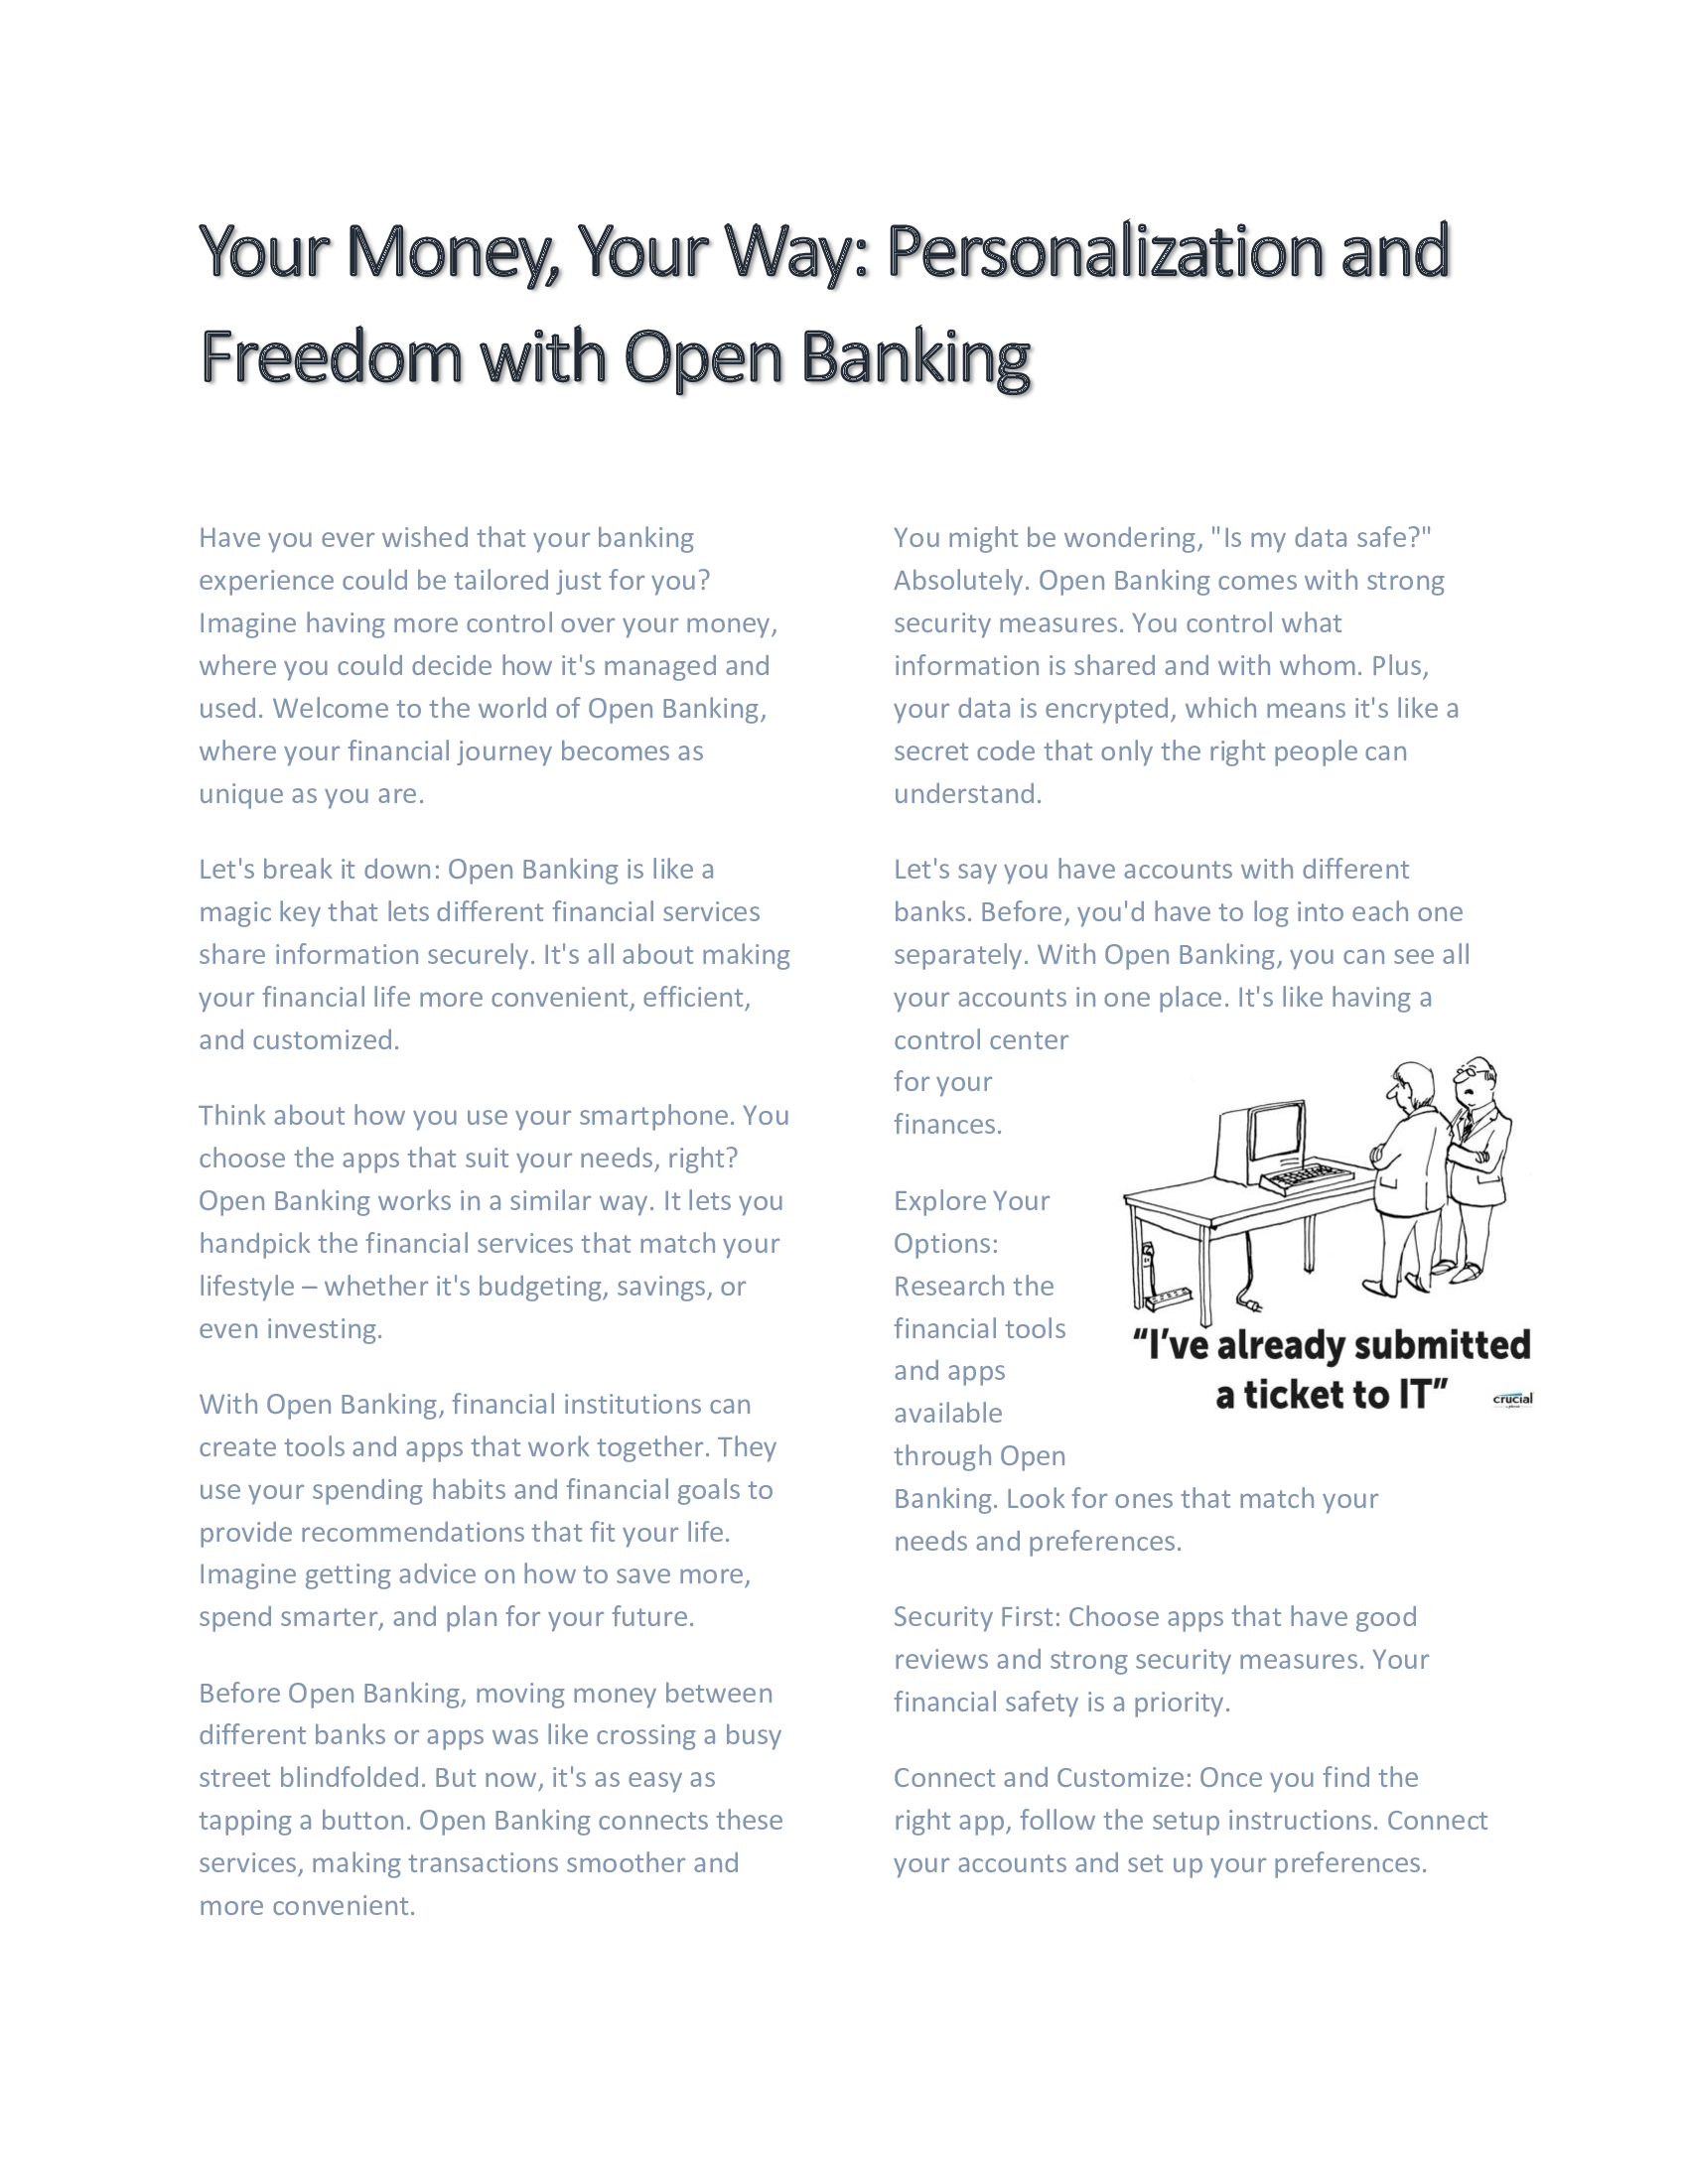 Your Money, Your Way: Personalization and
Freedom with Open Banking
Have you ever wished that your banking
experience could be tailored just for you?
Imagine having more control over your money,
where you could decide how it's managed and
used. Welcome to the world of Open Banking,
where your financial journey becomes as
unique as you are.
Let's break it down: Open Banking is like a
magic key that lets different financial services
share information securely. It's all about making
your financial life more convenient, efficient,
and customized.
Think about how you use your smartphone. You
choose the apps that suit your needs, right?
Open Banking works in a similar way. It lets you
handpick the financial services that match your
lifestyle – whether it's budgeting, savings, or
even investing.
With Open Banking, financial institutions can
create tools and apps that work together. They
use your spending habits and financial goals to
provide recommendations that fit your life.
Imagine getting advice on how to save more,
spend smarter, and plan for your future.
Before Open Banking, moving money between
different banks or apps was like crossing a busy
street blindfolded. But now, it's as easy as
tapping a button. Open Banking connects these
services, making transactions smoother and
more convenient.
You might be wondering, "Is my data safe?"
Absolutely. Open Banking comes with strong
security measures. You control what
information is shared and with whom. Plus,
your data is encrypted, which means it's like a
secret code that only the right people can
understand.
Let's say you have accounts with different
banks. Before, you'd have to log into each one
separately. With Open Banking, you can see all
your accounts in one place. It's like having a
control center
for your
finances.
Explore Your
Options:
Research the
financial tools
and apps
available
through Open
Banking. Look for ones that match your
needs and preferences.
“I’ve already submitted
a ticket to IT”
crucial
Security First: Choose apps that have good
reviews and strong security measures. Your
financial safety is a priority.
Connect and Customize: Once you find the
right app, follow the setup instructions. Connect
your accounts and set up your preferences.